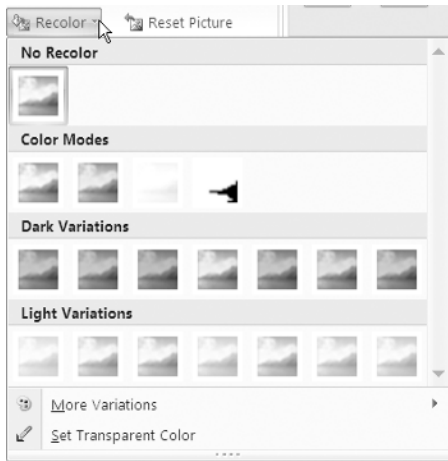 Recolor Reset Picture
No Recolor
Color Modes
Dark Variations
Light Variations
More Variations
Set Transparent Color